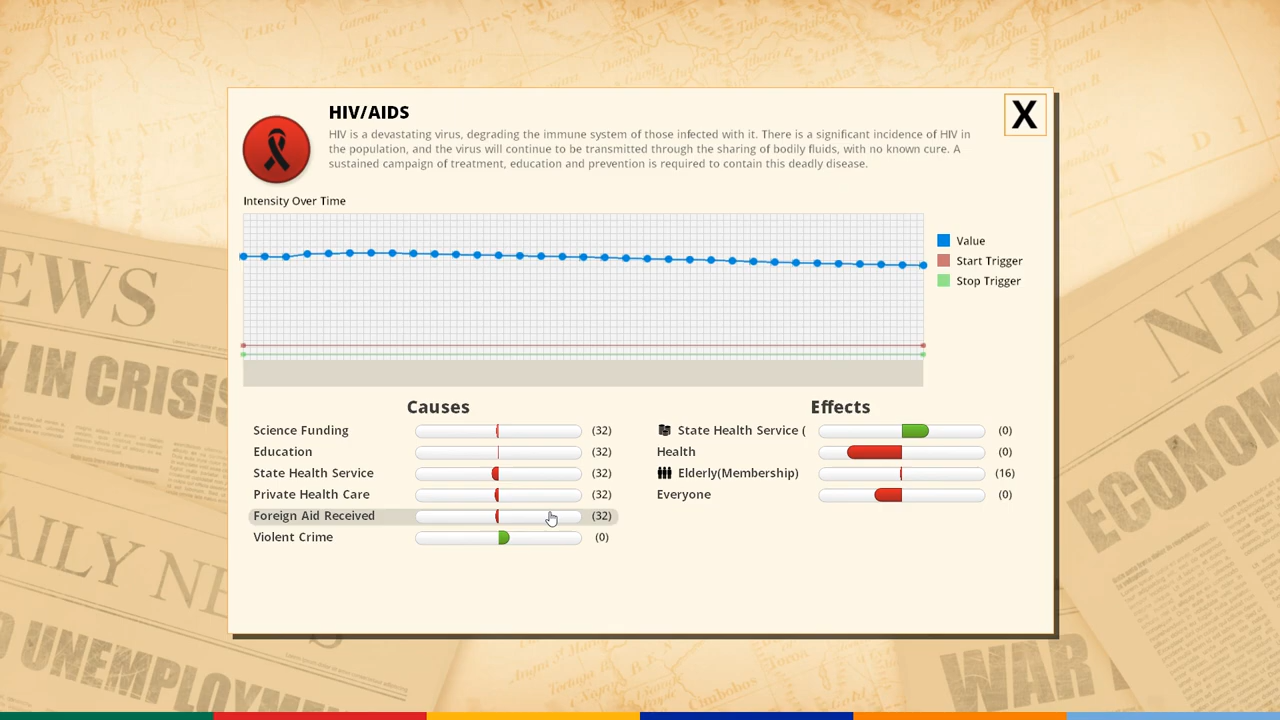 HIV/AIDS
X
HIV is a devastating virus, degrading the immune system of those infected with it. There is a significant incidence of HIV in
the population, and the virus will continue to be transmitted through the sharing of bodily fluids, with no known cure. A
sustained campaign of treatment, education and prevention is required to contain this deadly disease.
Intensity Over Time
Value
Start Trigger
Stop Trigger
Causes
Science Funding (32)
Education (32)
State Health Service (32)
Private Health Care (32)
Foreign Aid Received (32)
Violent Crime (0)
Effects
State Health Service ( (0)
Health (0)
Elderly(Membership) (16)
Everyone (0)
EWS
Y IN CRISIS
AILY NE
UNEMPLOYM
NE
ECONOM
WAR